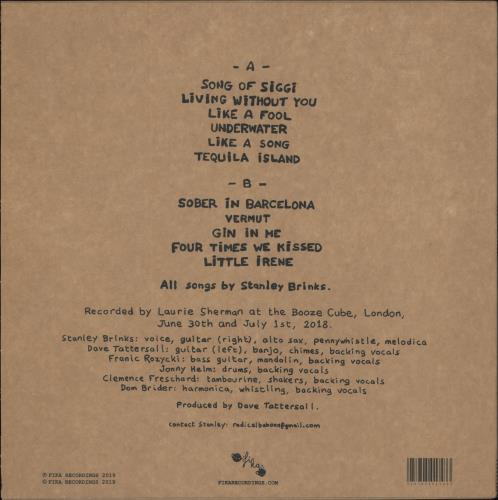 - A -
SONG OF SIGGI
LIVING WITHOUT YOU
LIKE A FOOL
UNDERWATER
LIKE A SONG
TEQUILA ISLAND
- B -
SOBER IN BARCELONA
VERMUT
GIN IN ME
FOUR TIMES WE KISSED
LITTLE IRENE
All songs by Stanley Brinks.
Recorded by Laurie Sherman at the Booze Cube, London,
June 30th and July 1st, 2018.
Stanley Brinks: voice, guitar (right), alto sax, pennywhistle, melodica
Dave Tattersall: guitar (left), banjo, chimes, backing vocals
Franic Rozycki: bass guitar, mandolin, backing vocals
Jonny Helm: drums, backing vocals
Clemence Freschard: tambourine, shakers, backing vocals
Dom Brider: harmonica, whistling, backing vocals
Produced by Dave Tattersall.
contact Stanley: radicalbabone@gmail.com
fika
FIKARECORDINGS.COM
℗ FIKA RECORDINGS 2019
© FIKA RECORDINGS 2019